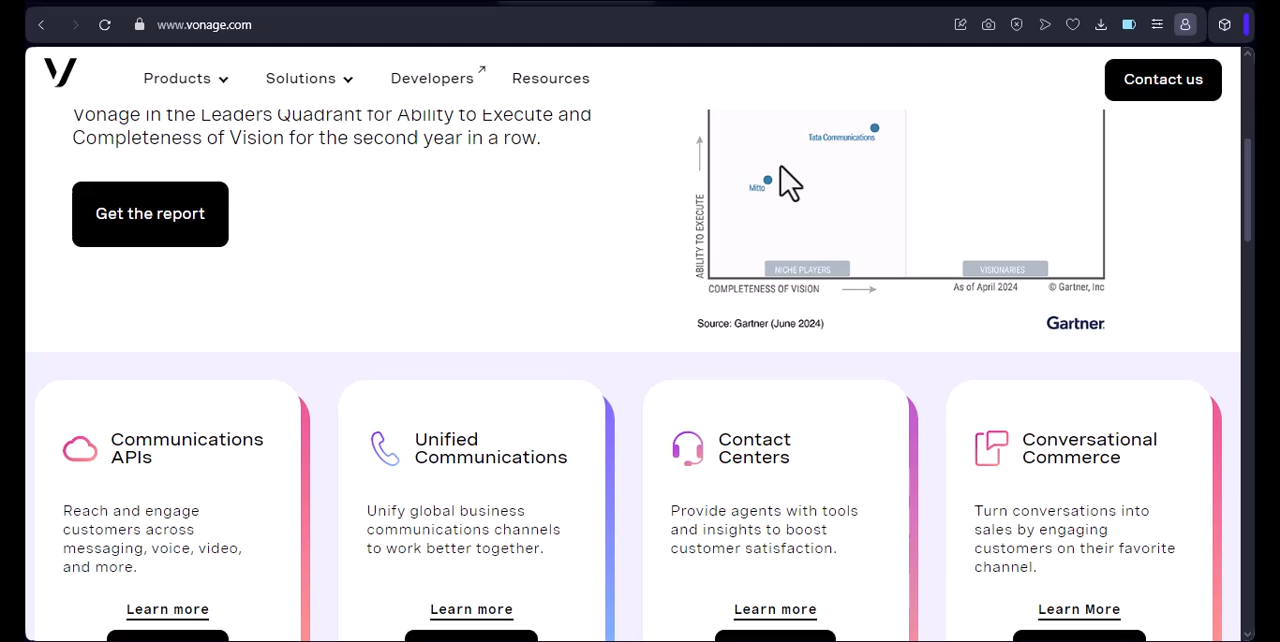 www.vonage.com
Products
Solutions
Developers
Resources
Contact us
Vonage in the Leaders Quadrant for Ability to Execute and
Completeness of Vision for the second year in a row.
Get the report
Tata Communications
Mitto
ABILITY TO EXECUTE
NICHE PLAYERS
VISIONARIES
COMPLETENESS OF VISION
As of April 2024
© Gartner, Inc
Source: Gartner (June 2024)
Gartner.
Communications
APIs
Reach and engage
customers across
messaging, voice, video,
and more.
Learn more
Unified
Communications
Unify global business
communications channels
to work better together.
Learn more
Contact
Centers
Provide agents with tools
and insights to boost
customer satisfaction.
Learn more
Conversational
Commerce
Turn conversations into
sales by engaging
customers on their favorite
channel.
Learn More